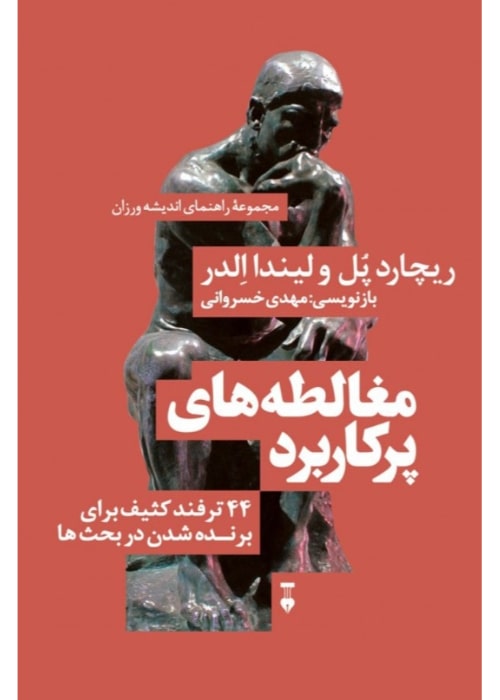 مجموعهٔ راهنمای اندیشه ورزان
ریچارد پُل و لیندا اِلدر
بازنویسی: مهدی خسروانی
مغالطه‌های
پرکاربرد
۴۴ ترفند کثیف برای
برنده شدن در بحث ها